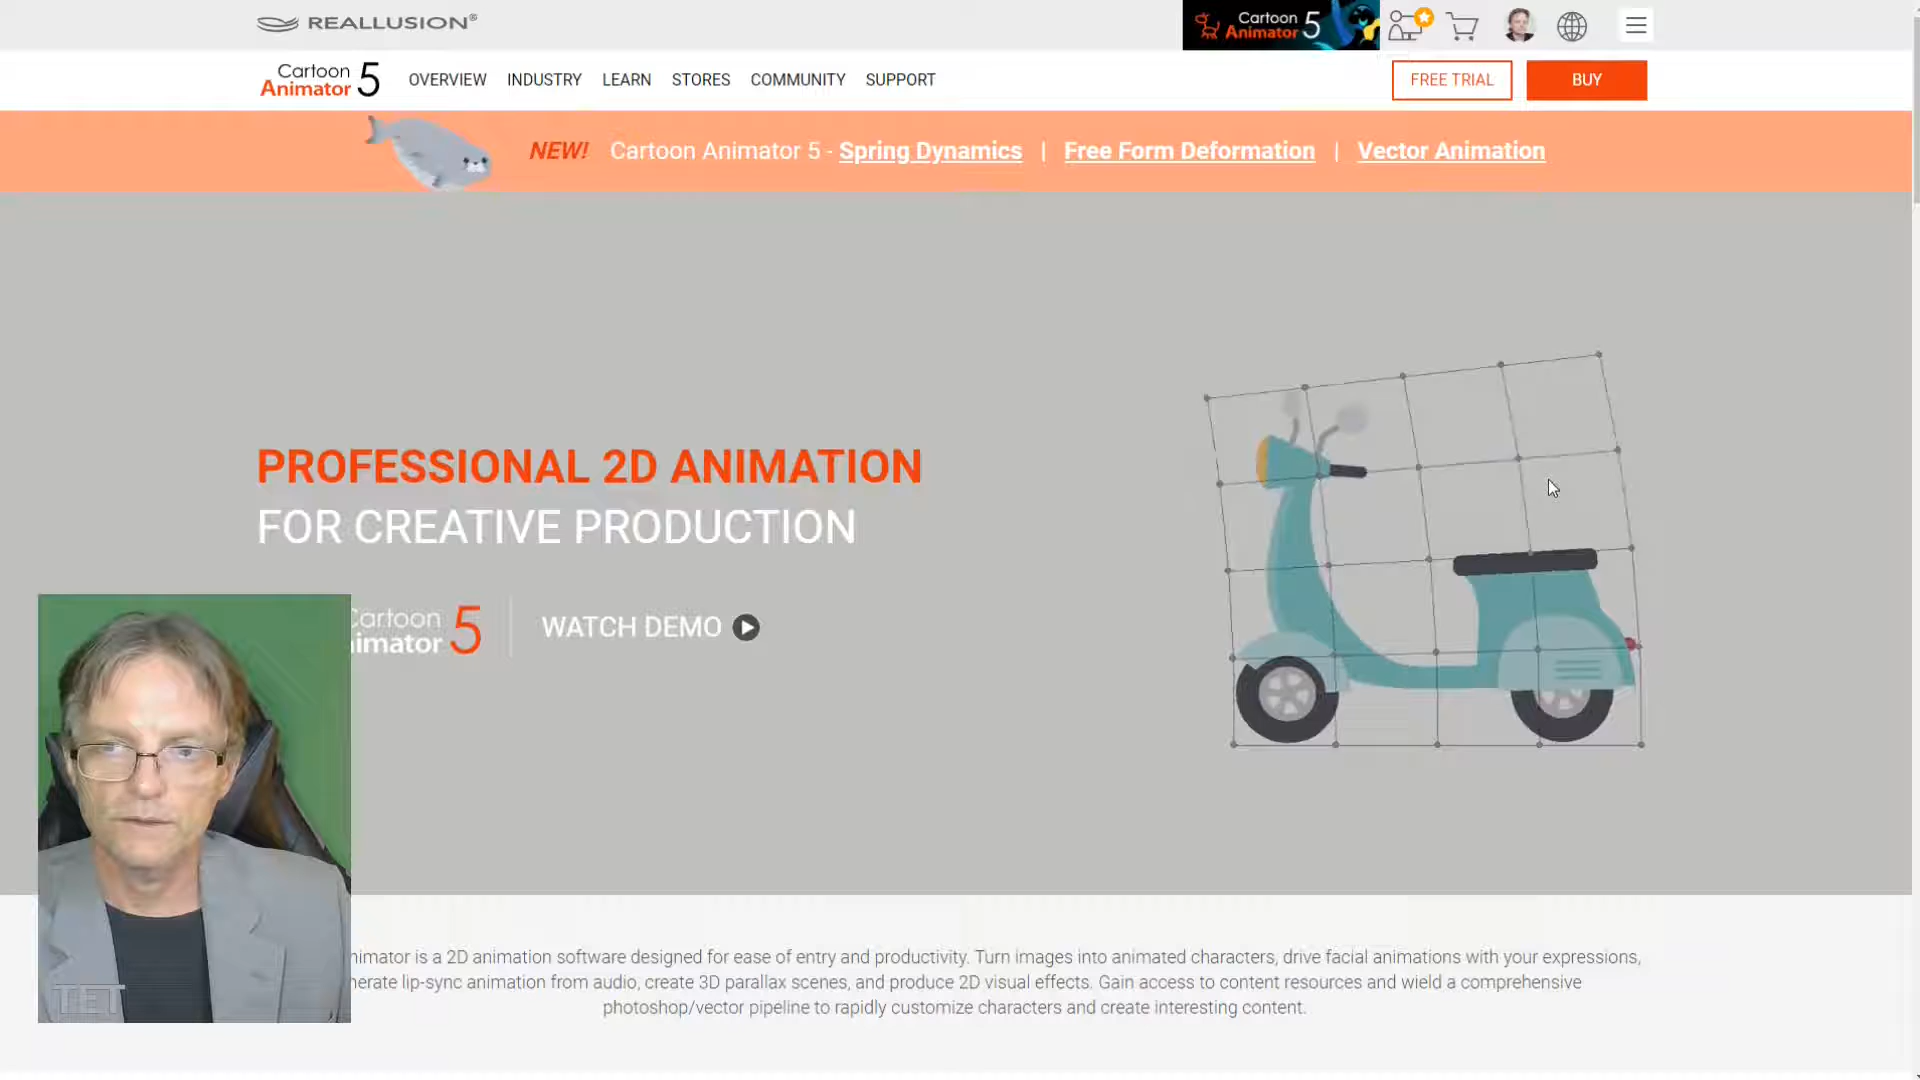 REALLUSION®
Cartoon Animator 5
Cartoon Animator 5 OVERVIEW INDUSTRY LEARN STORES COMMUNITY SUPPORT FREE TRIAL BUY
NEW! Cartoon Animator 5 - Spring Dynamics | Free Form Deformation | Vector Animation
PROFESSIONAL 2D ANIMATION
FOR CREATIVE PRODUCTION
Cartoon
imator 5 WATCH DEMO
nimator is a 2D animation software designed for ease of entry and productivity. Turn images into animated characters, drive facial animations with your expressions,
nerate lip-sync animation from audio, create 3D parallax scenes, and produce 2D visual effects. Gain access to content resources and wield a comprehensive
photoshop/vector pipeline to rapidly customize characters and create interesting content.
TET